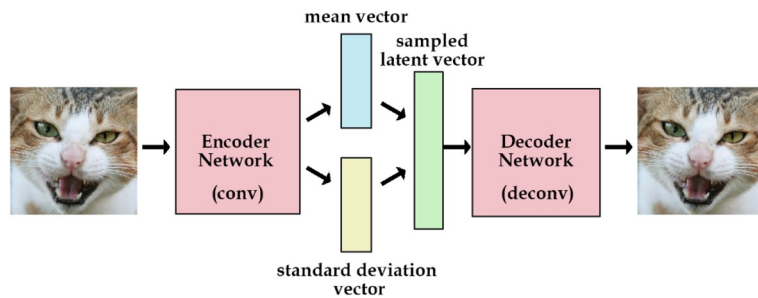 mean vector
sampled
latent vector
Encoder
Network
(conv)
Decoder
Network
(deconv)
standard deviation
vector